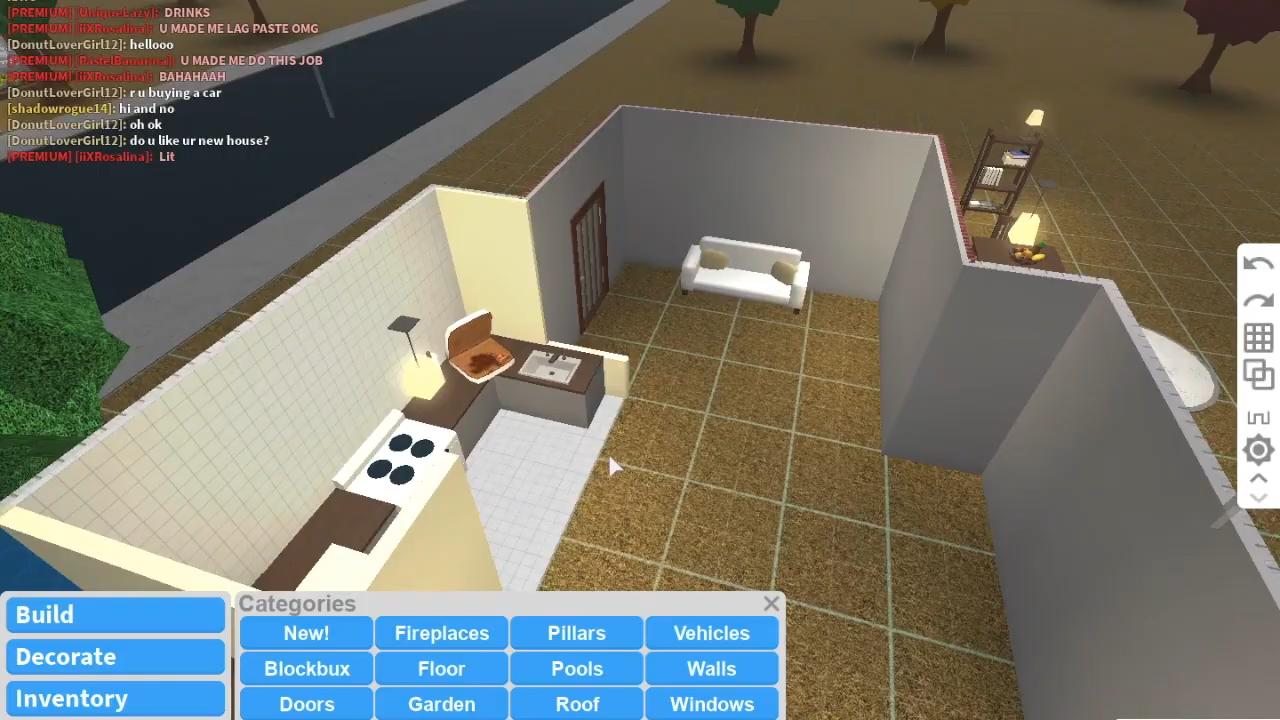 [PREMIUM] [UniqueLazy]: DRINKS
[PREMIUM] [iiXRosalina]: U MADE ME LAG PASTE OMG
[DonutLoverGirl12]: hellooo
U MADE ME DO THIS JOB
[PREMIUM] [iiXRosalina]: BAHAHAAH
[DonutLoverGirl12]: r u buying a car
[shadowrogue14]: hi and no
[DonutLoverGirl12]: oh ok
[DonutLoverGirl12]: do u like ur new house?
[PREMIUM] [iiXRosalina]: Lit
Build
Decorate
Inventory
Categories
New! Fireplaces Pillars Vehicles
Blockbux Floor Pools Walls
Doors Garden Roof Windows